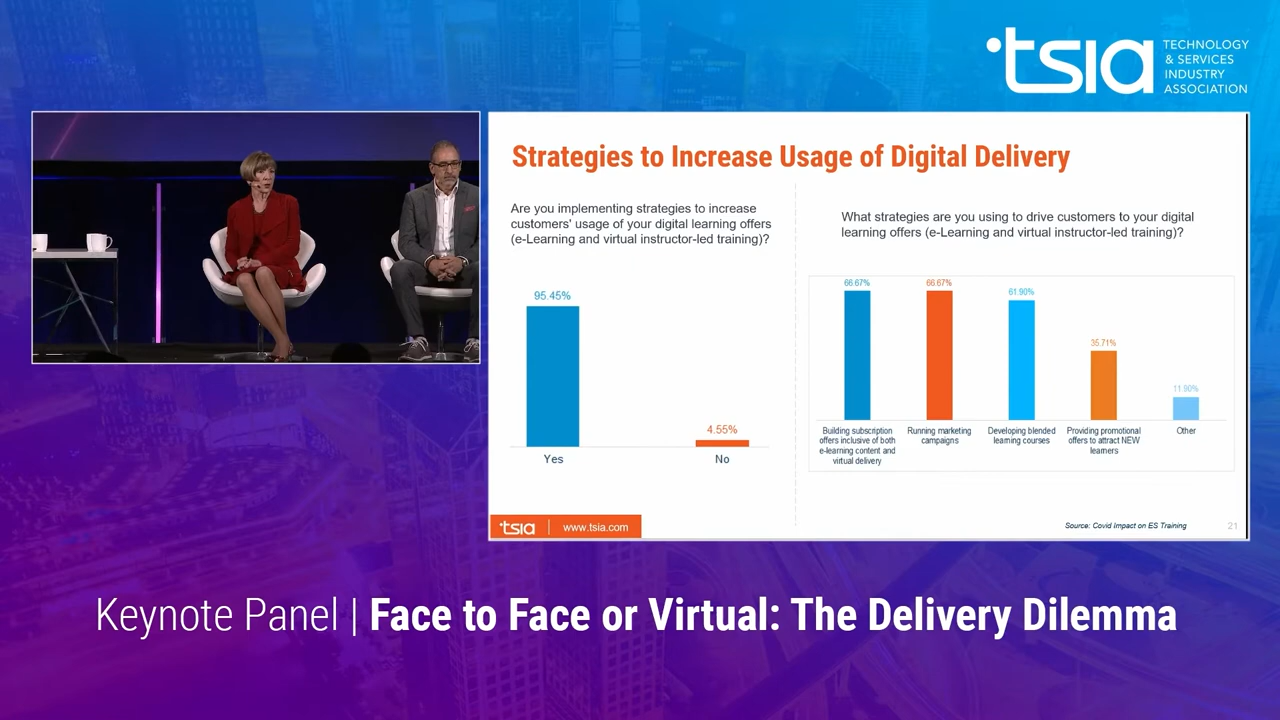 tsia
TECHNOLOGY
& SERVICES
INDUSTRY
ASSOCIATION
Strategies to Increase Usage of Digital Delivery
Are you implementing strategies to increase
customers' usage of your digital learning offers
(e-Learning and virtual instructor-led training)?
95.45%
4.55%
Yes
No
What strategies are you using to drive customers to your digital
learning offers (e-Learning and virtual instructor-led training)?
66.67%
66.67%
61.90%
35.71%
11.90%
Building subscription
offers inclusive of both
e-learning content and
virtual delivery
Running marketing
campaigns
Developing blended
learning courses
Providing promotional
offers to attract NEW
learners
Other
tsia
www.tsia.com
Source: Covid Impact on ES Training
21
Keynote Panel | Face to Face or Virtual: The Delivery Dilemma